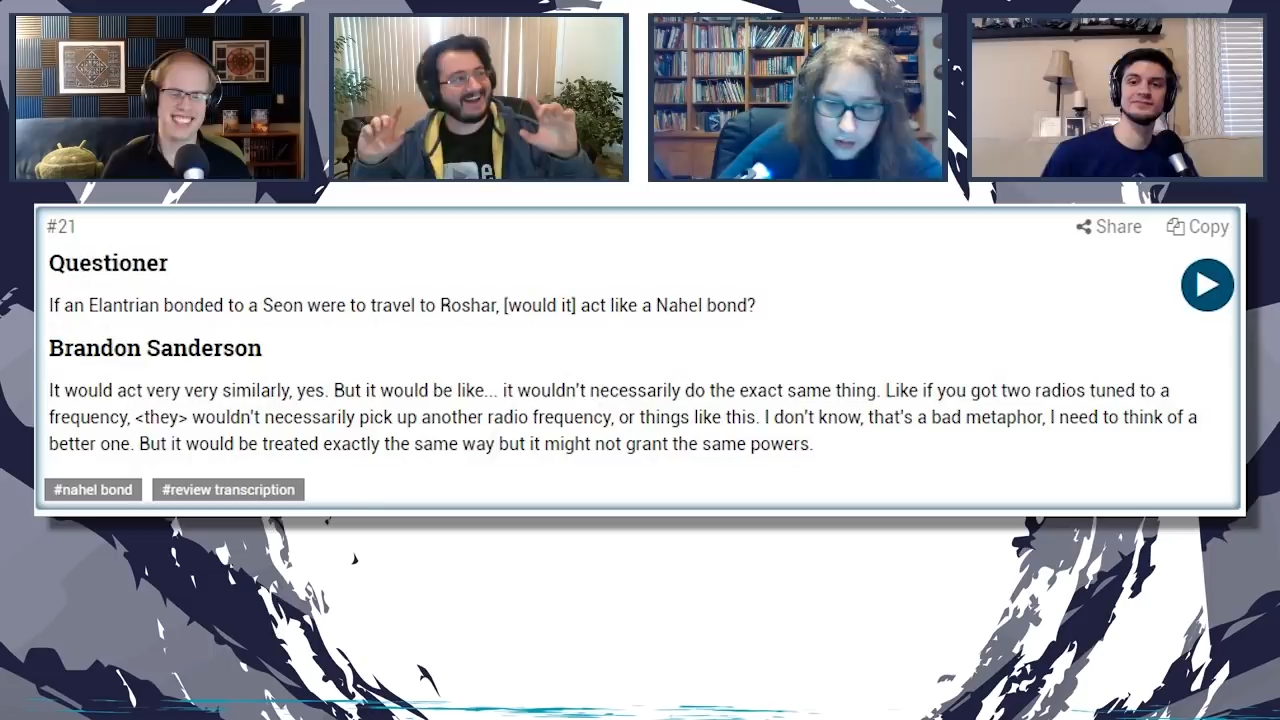 #21
Share
Copy
Questioner
If an Elantrian bonded to a Seon were to travel to Roshar, [would it] act like a Nahel bond?
Brandon Sanderson
It would act very very similarly, yes. But it would be like... it wouldn't necessarily do the exact same thing. Like if you got two radios tuned to a
frequency, <they> wouldn't necessarily pick up another radio frequency, or things like this. I don't know, that's a bad metaphor, I need to think of a
better one. But it would be treated exactly the same way but it might not grant the same powers.
#nahel bond
#review transcription